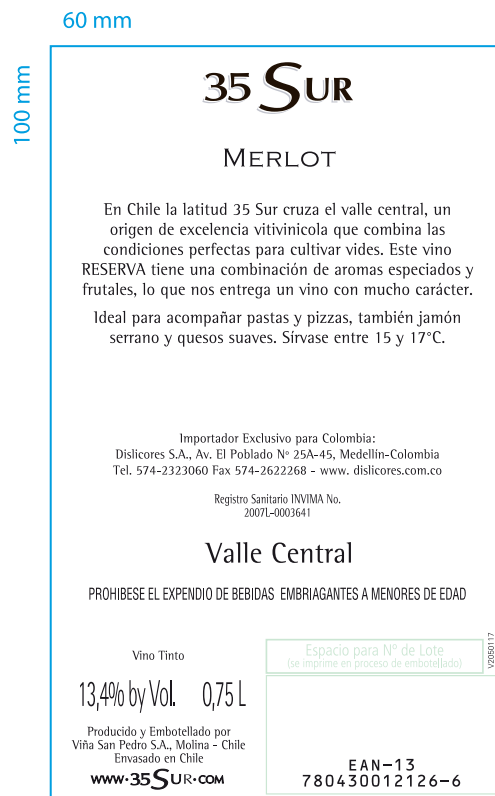 60 mm
100 mm
35 SUR
MERLOT
En Chile la latitud 35 Sur cruza el valle central, un
origen de excelencia vitivinicola que combina las
condiciones perfectas para cultivar vides. Este vino
RESERVA tiene una combinación de aromas especiados y
frutales, lo que nos entrega un vino con mucho carácter.
Ideal para acompañar pastas y pizzas, también jamón
serrano y quesos suaves. Sírvase entre 15 y 17°C.
Importador Exclusivo para Colombia:
Dislicores S.A., Av. El Poblado Nº 25A-45, Medellín-Colombia
Tel. 574-2323060 Fax 574-2622268 - www. dislicores.com.co
Registro Sanitario INVIMA No.
2007L-0003641
Valle Central
PROHIBESE EL EXPENDIO DE BEBIDAS EMBRIAGANTES A MENORES DE EDAD
Vino Tinto
13,4% by Vol. 0,75 L
Producido y Embotellado por
Viña San Pedro S.A., Molina - Chile
Envasado en Chile
www·35SUR·COM
Espacio para Nº de Lote
(se imprime en proceso de embotellado)
V2050117
EAN-13
780430012126-6